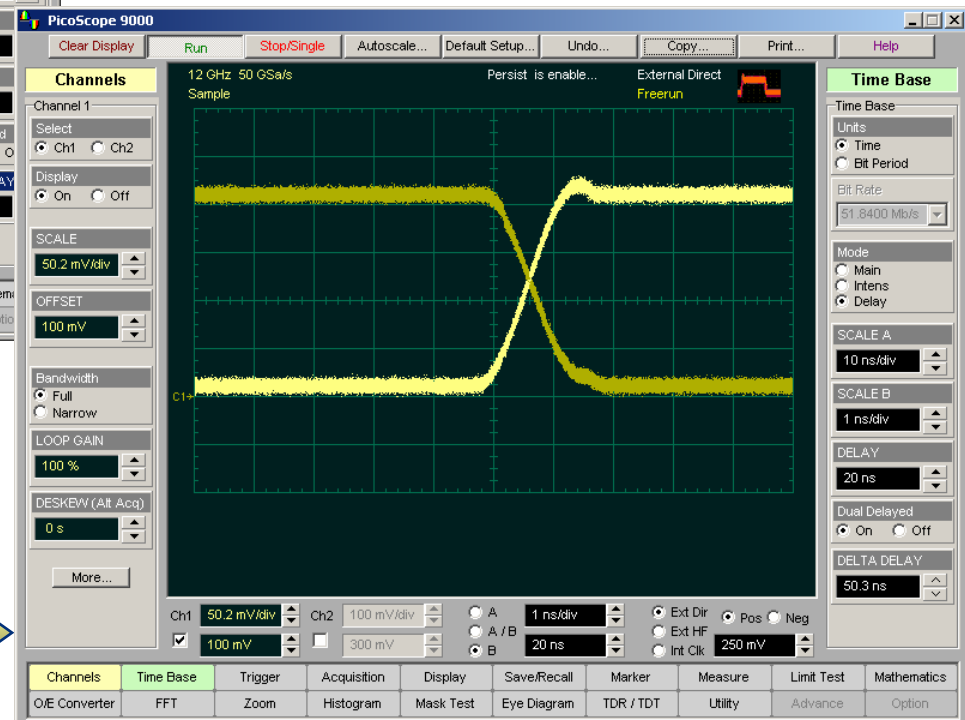 PicoScope 9000
Clear Display Run Stop/Single Autoscale... Default Setup... Undo... Copy... Print... Help
Channels
Channel 1
Select
Ch1 Ch2
Display
On Off
SCALE
50.2 mV/div
OFFSET
100 mV
Bandwidth
Full
Narrow
LOOP GAIN
100 %
DESKEW (Alt Acq)
0 s
More...
12 GHz 50 GSa/s Persist is enable... External Direct
Sample Freerun
C1
Time Base
Time Base
Units
Time
Bit Period
Bit Rate
51.8400 Mb/s
Mode
Main
Intens
Delay
SCALE A
10 ns/div
SCALE B
1 ns/div
DELAY
20 ns
Dual Delayed
On Off
DELTA DELAY
50.3 ns
Ch1 50.2 mV/div Ch2 100 mV/div A 1 ns/div Ext Dir Pos Neg
A / B Ext HF
100 mV 300 mV B 20 ns Int Clk 250 mV
Channels Time Base Trigger Acquisition Display Save/Recall Marker Measure Limit Test Mathematics
O/E Converter FFT Zoom Histogram Mask Test Eye Diagram TDR / TDT Utility Advance Option